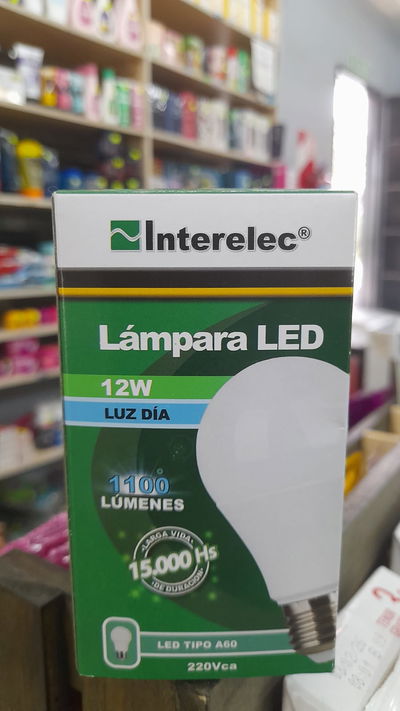 Interelec®
Lámpara LED
12W
LUZ DÍA
1100
LÚMENES
LARGA VIDA
15.000 Hs
DE DURACIÓN
LED TIPO A60
220Vca